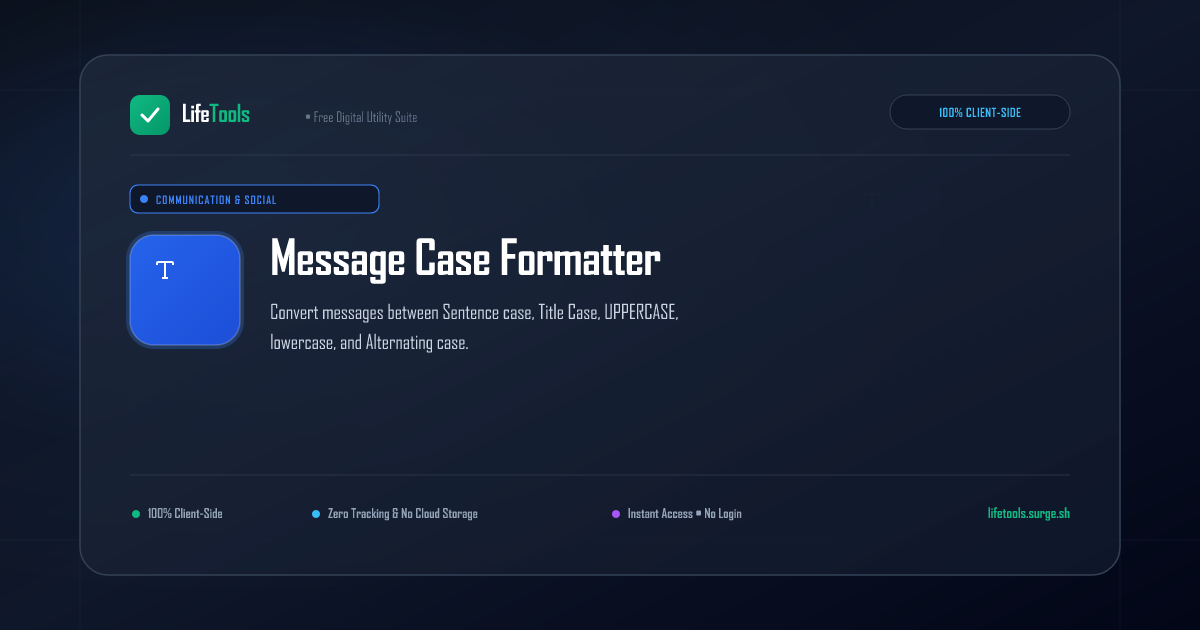 LifeTools
▪ Free Digital Utility Suite
100% CLIENT-SIDE
COMMUNICATION & SOCIAL
T
Message Case Formatter
Convert messages between Sentence case, Title Case, UPPERCASE,
lowercase, and Alternating case.
100% Client-Side
Zero Tracking & No Cloud Storage
Instant Access ▪ No Login
lifetools.surge.sh